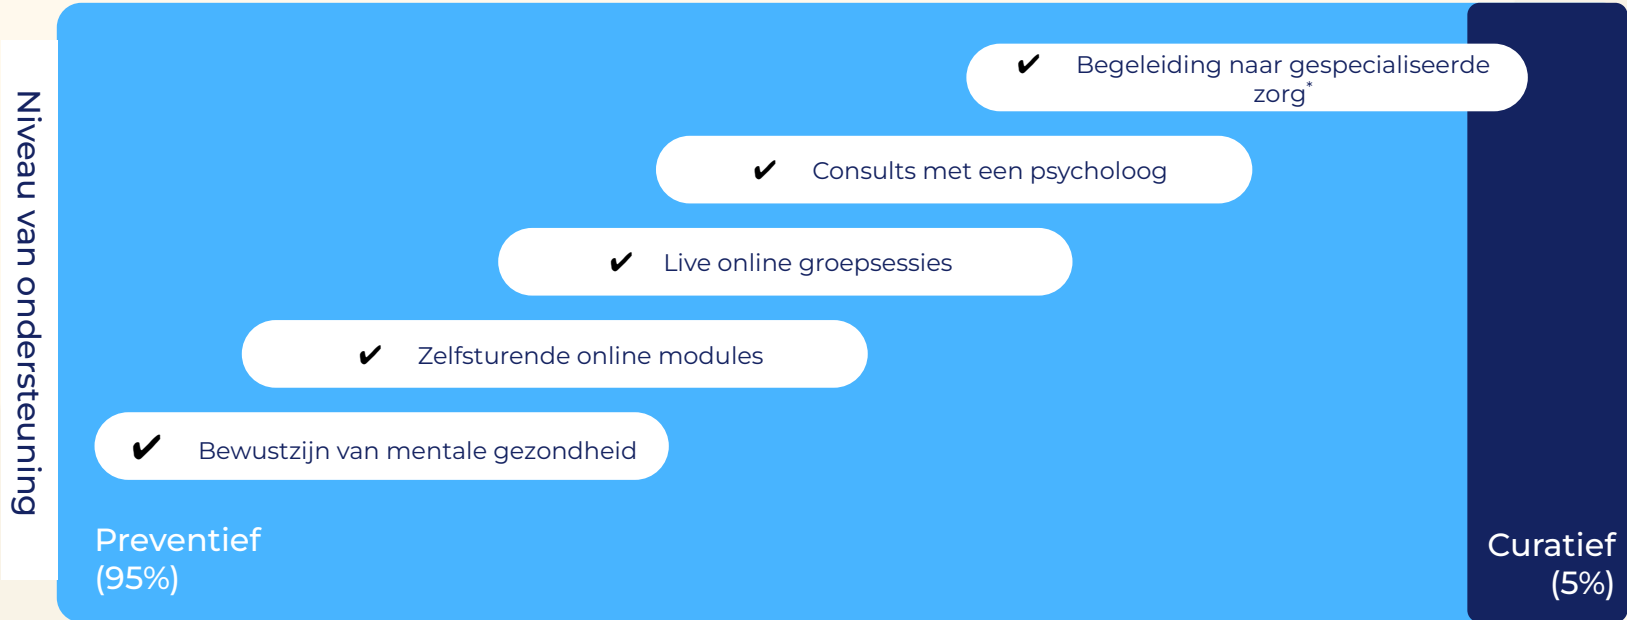 Niveau van ondersteuning
✔ Begeleiding naar gespecialiseerde
zorg*
✔ Consults met een psycholoog
✔ Live online groepsessies
✔ Zelfsturende online modules
✔ Bewustzijn van mentale gezondheid
Preventief
(95%)
Curatief
(5%)